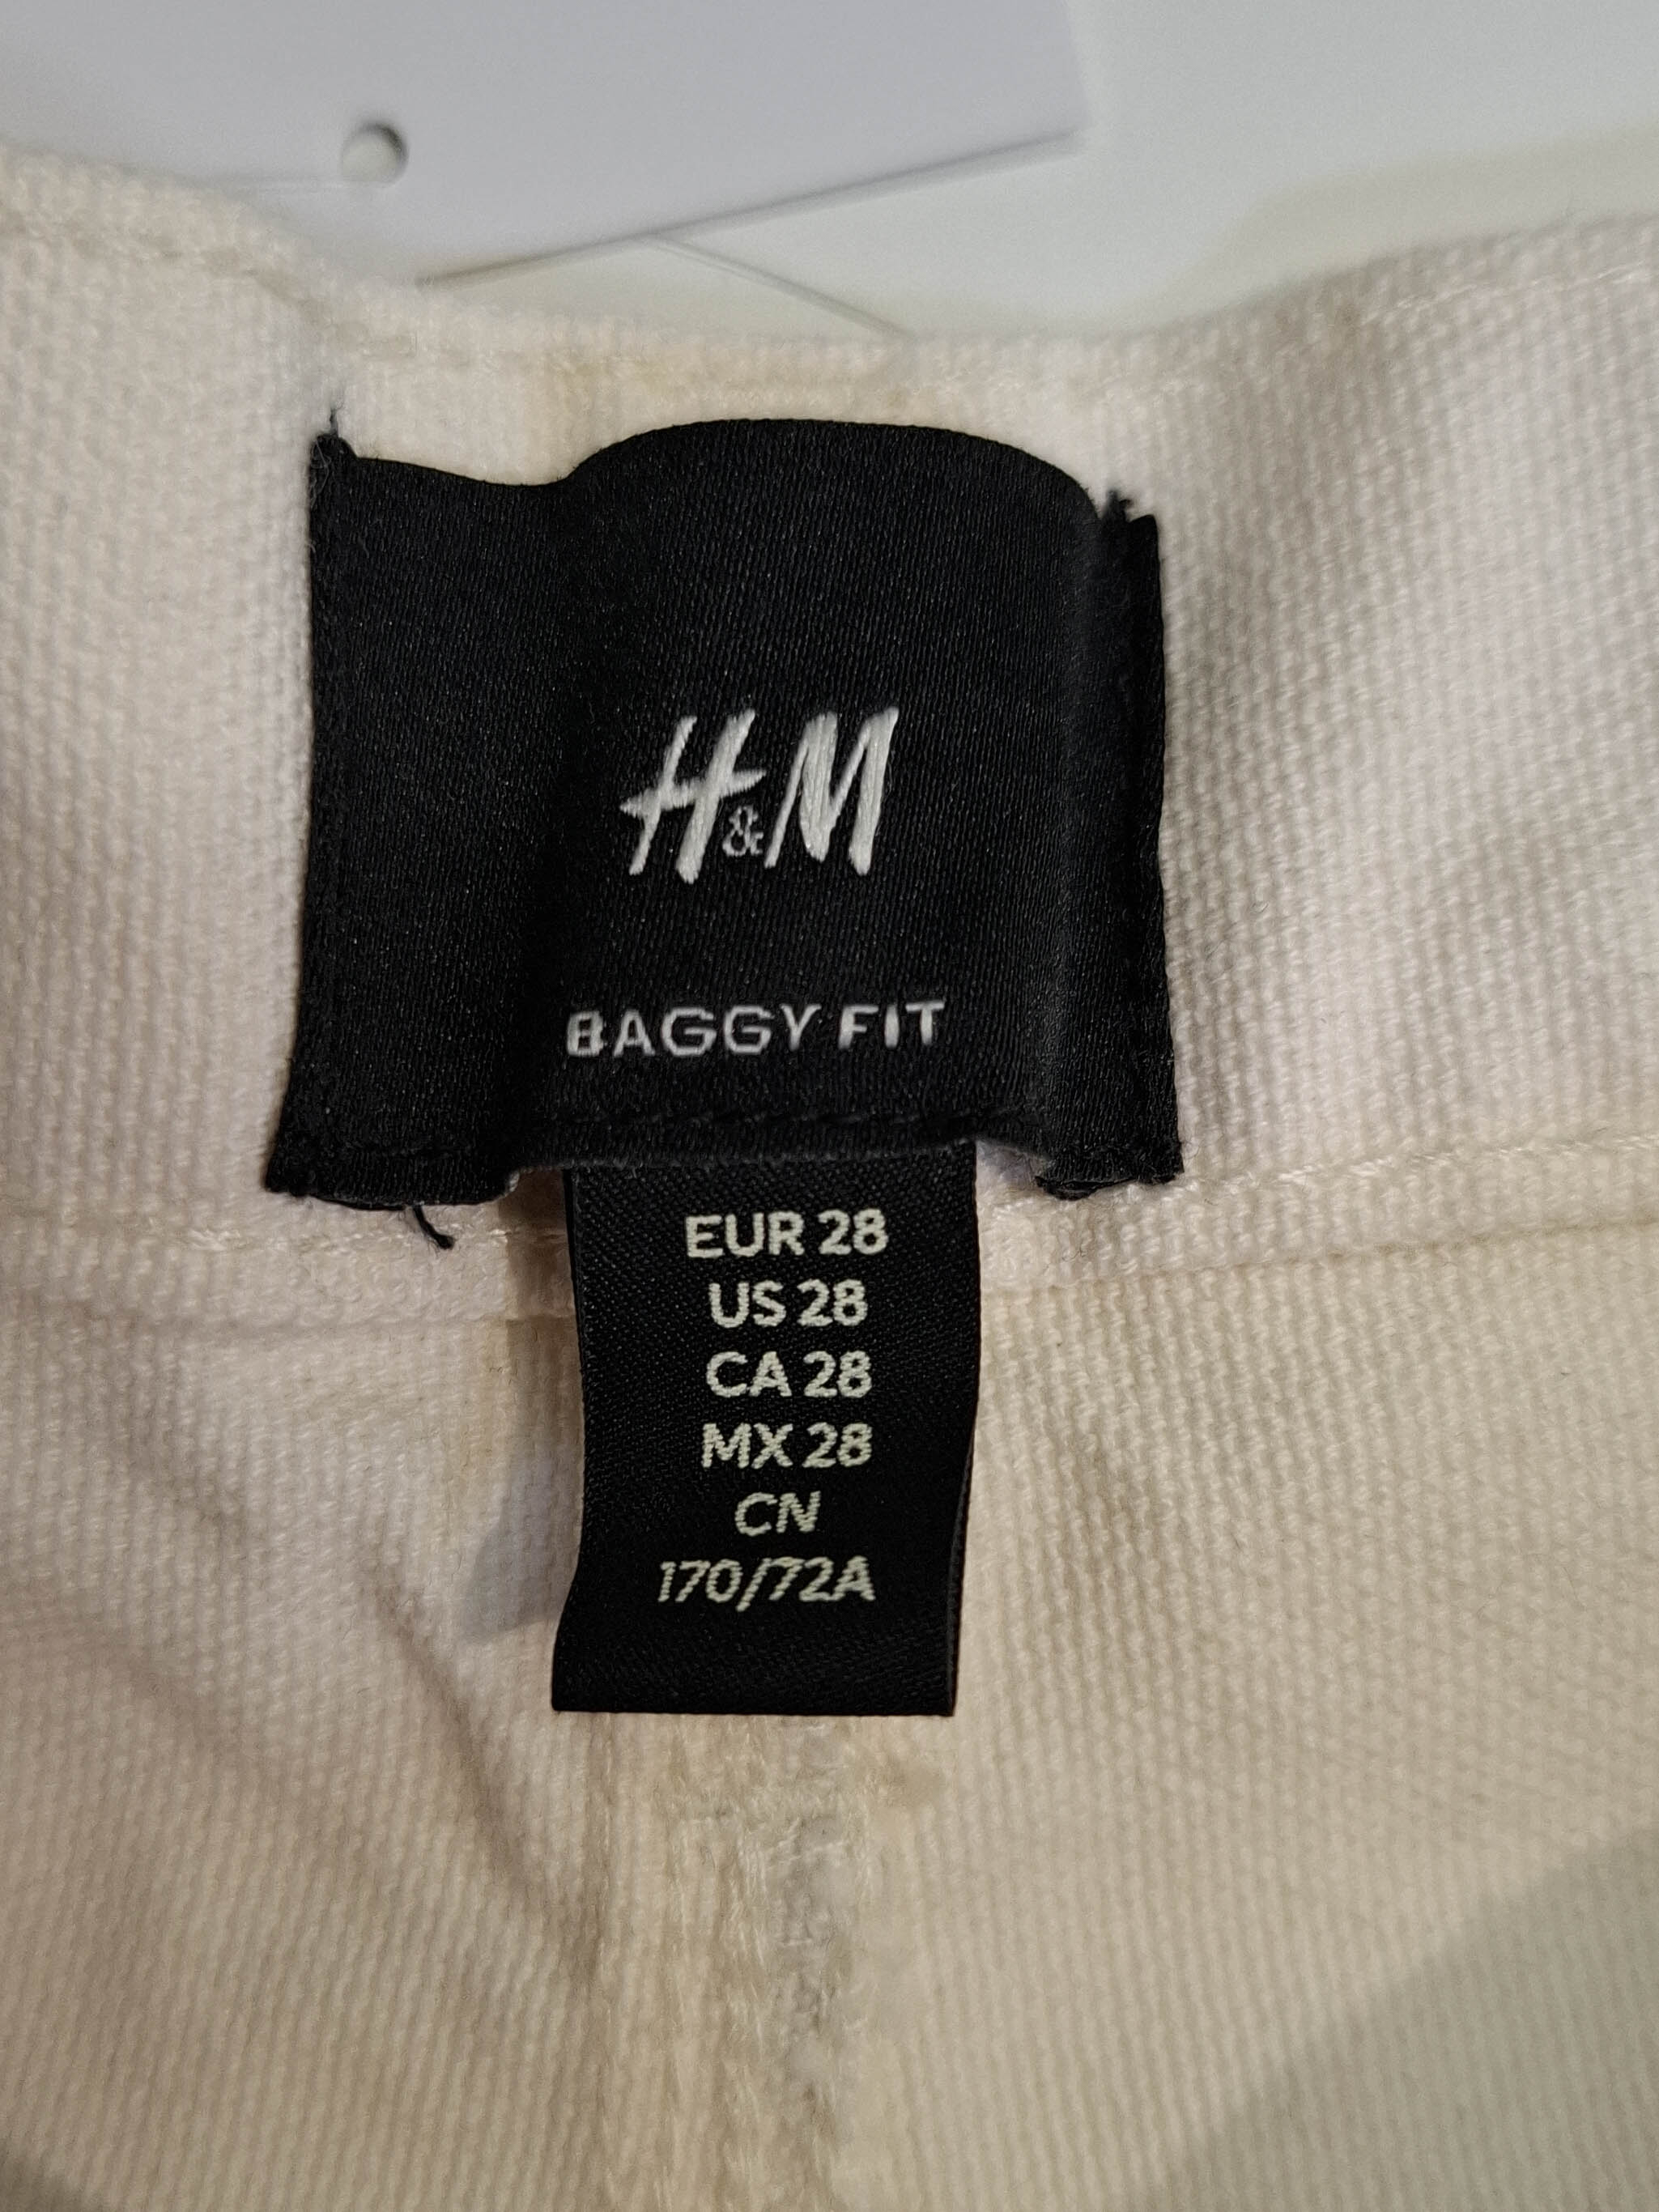 H&M
BAGGY FIT
EUR 28
US 28
CA 28
MX 28
CN
170/72A